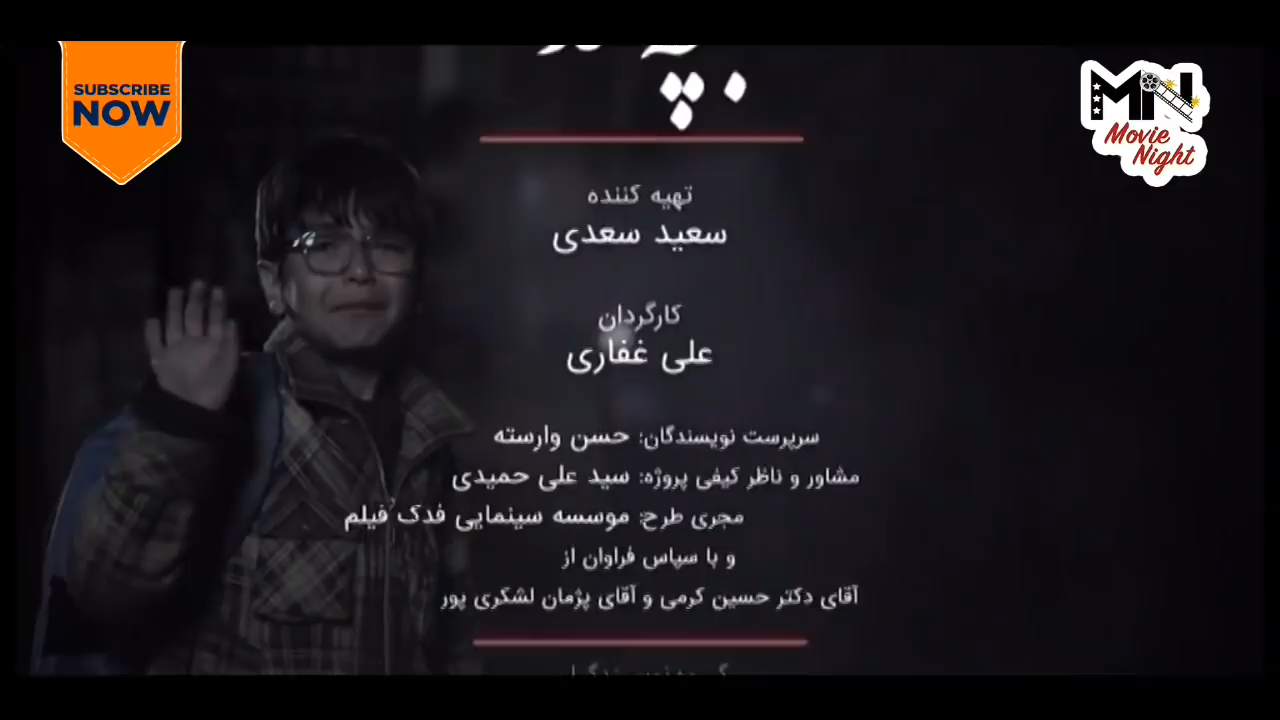 SUBSCRIBE
NOW
MN
Movie
Night
تهیه کننده
سعید سعدی
کارگردان
علی غفاری
سرپرست نویسندگان: حسن وارسته
مشاور و ناظر کیفی پروژه: سید علی حمیدی
مجری طرح: موسسه سینمایی فدک فیلم
و با سپاس فراوان از
آقای دکتر حسین کرمی و آقای پژمان لشکری پور